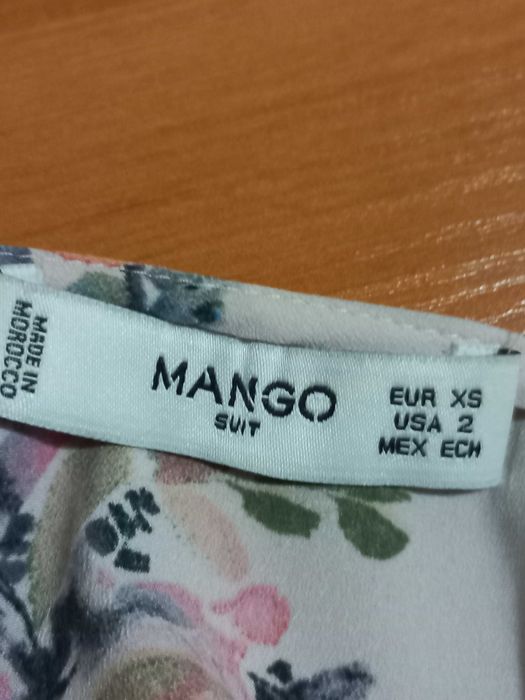 MADE IN
MOROCCO
MANGO
SUIT
EUR XS
USA 2
MEX ECH